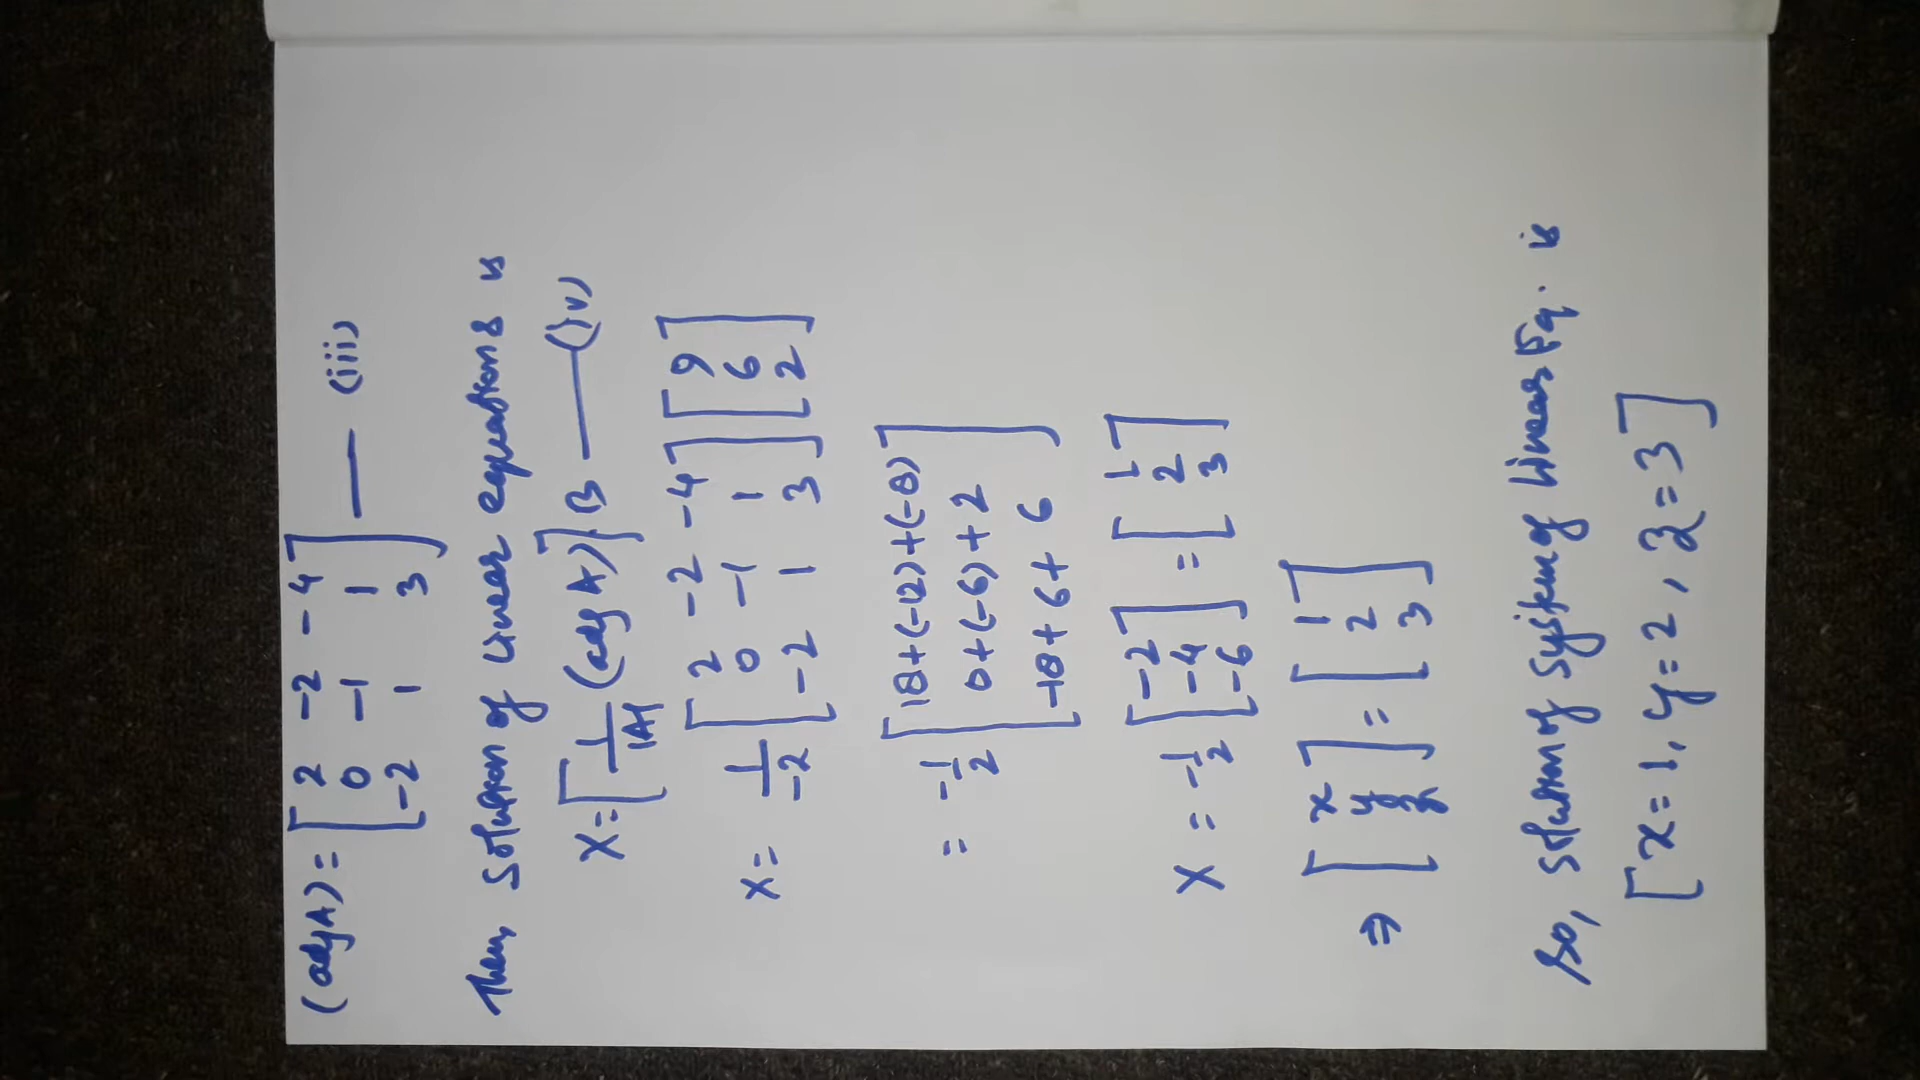 (adjA) = [2 -2 -4
0 -1 1
-2 1 3] — (iii)
Then, solution of linear equations is
X = [1/|A| (adj A)] B — (iv)
X = 1/-2 [2 -2 -4
0 -1 1
-2 1 3] [9
6
2]
= -1/2 [18+(-12)+(-8)
0+(-6)+2
-18+6+6]
X = -1/2 [-2
-4
-6] = [1
2
3]
⇒ [x
y
z] = [1
2
3]
So, solution of system of linear Eq. is
[x=1, y=2, z=3]